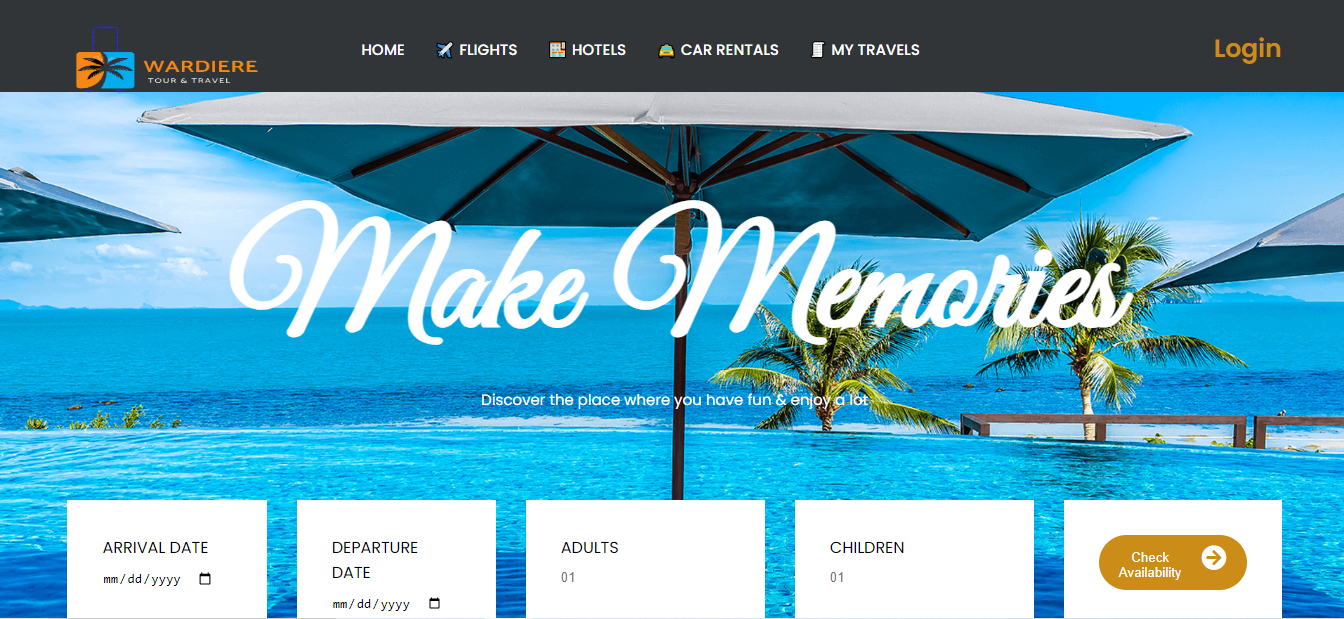 WARDIERE
TOUR & TRAVEL
HOME FLIGHTS HOTELS CAR RENTALS MY TRAVELS
Login
Make Memories
Discover the place where you have fun & enjoy a lot
ARRIVAL DATE
mm/dd/yyyy
DEPARTURE
DATE
mm/dd/yyyy
ADULTS
01
CHILDREN
01
Check
Availability